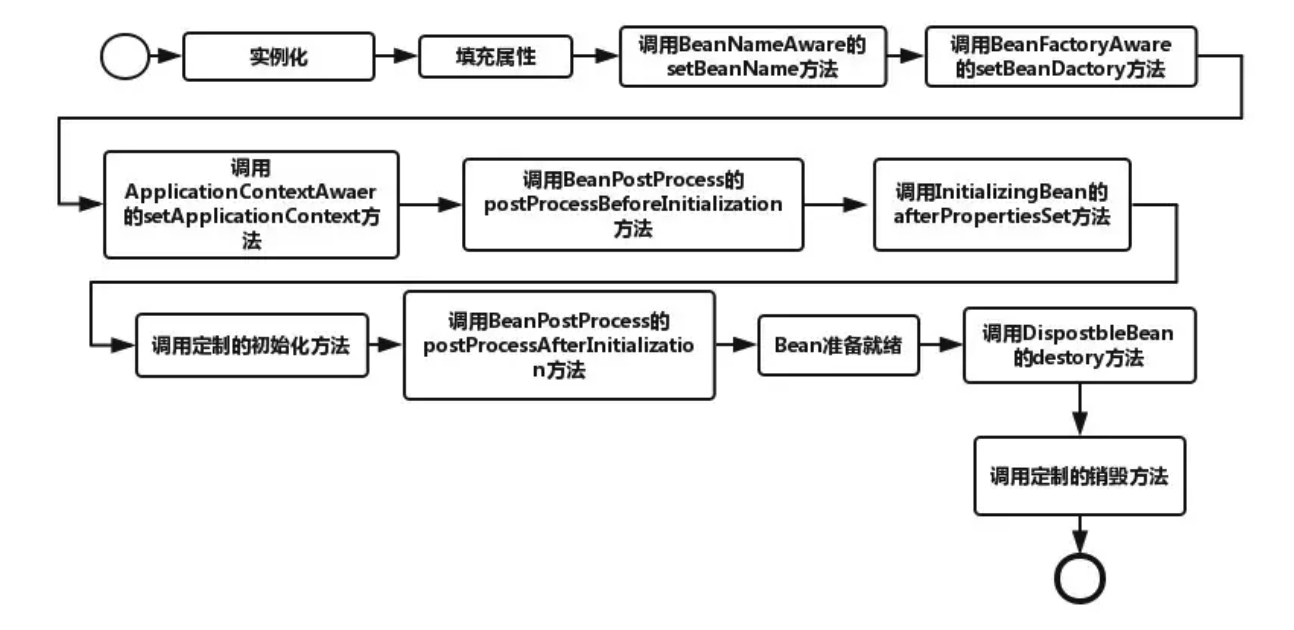 实例化
填充属性
调用BeanNameAware的
setBeanName方法
调用BeanFactoryAware
的setBeanDactory方法
调用
ApplicationContextAwaer
的setApplicationContext方
法
调用BeanPostProcess的
postProcessBeforeInitialization
方法
调用InitializingBean的
afterPropertiesSet方法
调用定制的初始化方法
调用BeanPostProcess的
postProcessAfterInitializatio
n方法
Bean准备就绪
调用DispostbleBean
的destory方法
调用定制的销毁方法